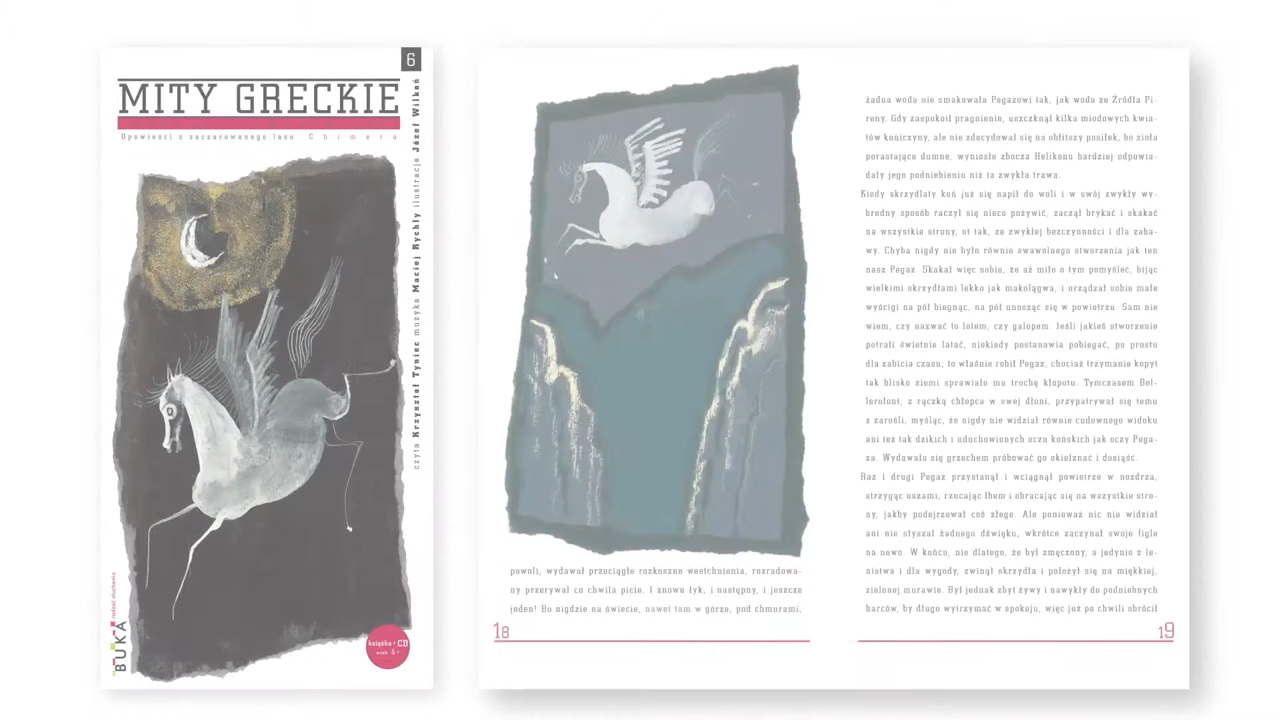 6
MITY GRECKIE
Opowieści z zaczarowanego lasu Chimera
czyta Krzysztof Tyniec muzyka Maciej Rychły ilustracje Józef Wilkoń
BUKA radość słuchania
książka + CD
wiek 5+
powoli, wydawał przeciągłe rozkoszne westchnienia, rozradowa-
ny przerywał co chwila picie. I znowu łyk, i następny, i jeszcze
jeden! Bo nigdzie na świecie, nawet tam w górze, pod chmurami,
18
żadna woda nie smakowała Pegazowi tak, jak woda ze Źródła Pi-
reny. Gdy zaspokoił pragnienie, uszczknął kilka miodowych kwia-
tów koniczyny, ale nie zdecydował się na obfitszy posiłek, bo zioła
porastające dumne, wyniosłe zbocza Helikonu bardziej odpowia-
dały jego podniebieniu niż ta zwykła trawa.
Kiedy skrzydlaty koń już się napił do woli i w swój zwykły wy-
bredny sposób raczył się nieco pożywić, zaczął brykać i skakać
na wszystkie strony, ot tak, ze zwykłej bezczynności i dla zaba-
wy. Chyba nigdy nie było równie swawolnego stworzenia jak ten
nasz Pegaz. Skakał więc sobie, że aż miło o tym pomyśleć, bijąc
wielkimi skrzydłami lekko jak makolągwa, i urządzał sobie małe
wyścigi na pół biegnąc, na pół unosząc się w powietrzu. Sam nie
wiem, czy nazwać to lotem, czy galopem. Jeśli jakieś stworzenie
potrafi świetnie latać, niekiedy postanawia pobiegać, po prostu
dla zabicia czasu; to właśnie robił Pegaz, chociaż trzymanie kopyt
tak blisko ziemi sprawiało mu trochę kłopotu. Tymczasem Bel-
lerofont, z rączką chłopca w swej dłoni, przypatrywał się temu
z zarośli, myśląc, że nigdy nie widział równie cudownego widoku
ani też tak dzikich i uduchowionych oczu końskich jak oczy Pega-
za. Wydawało się grzechem próbować go okiełznać i dosiąść.
Raz i drugi Pegaz przystanął i wciągnął powietrze w nozdrza,
strzygąc uszami, rzucając łbem i obracając się na wszystkie stro-
ny, jakby podejrzewał coś złego. Ale ponieważ nic nie widział
ani nie słyszał żadnego dźwięku, wkrótce zaczynał swoje figle
na nowo. W końcu, nie dlatego, że był zmęczony, a jedynie z le-
nistwa i dla wygody, zwinął skrzydła i położył się na miękkiej,
zielonej murawie. Był jednak zbyt żywy i nawykły do podniebnych
harców, by długo wytrzymać w spokoju, więc już po chwili obrócił
19